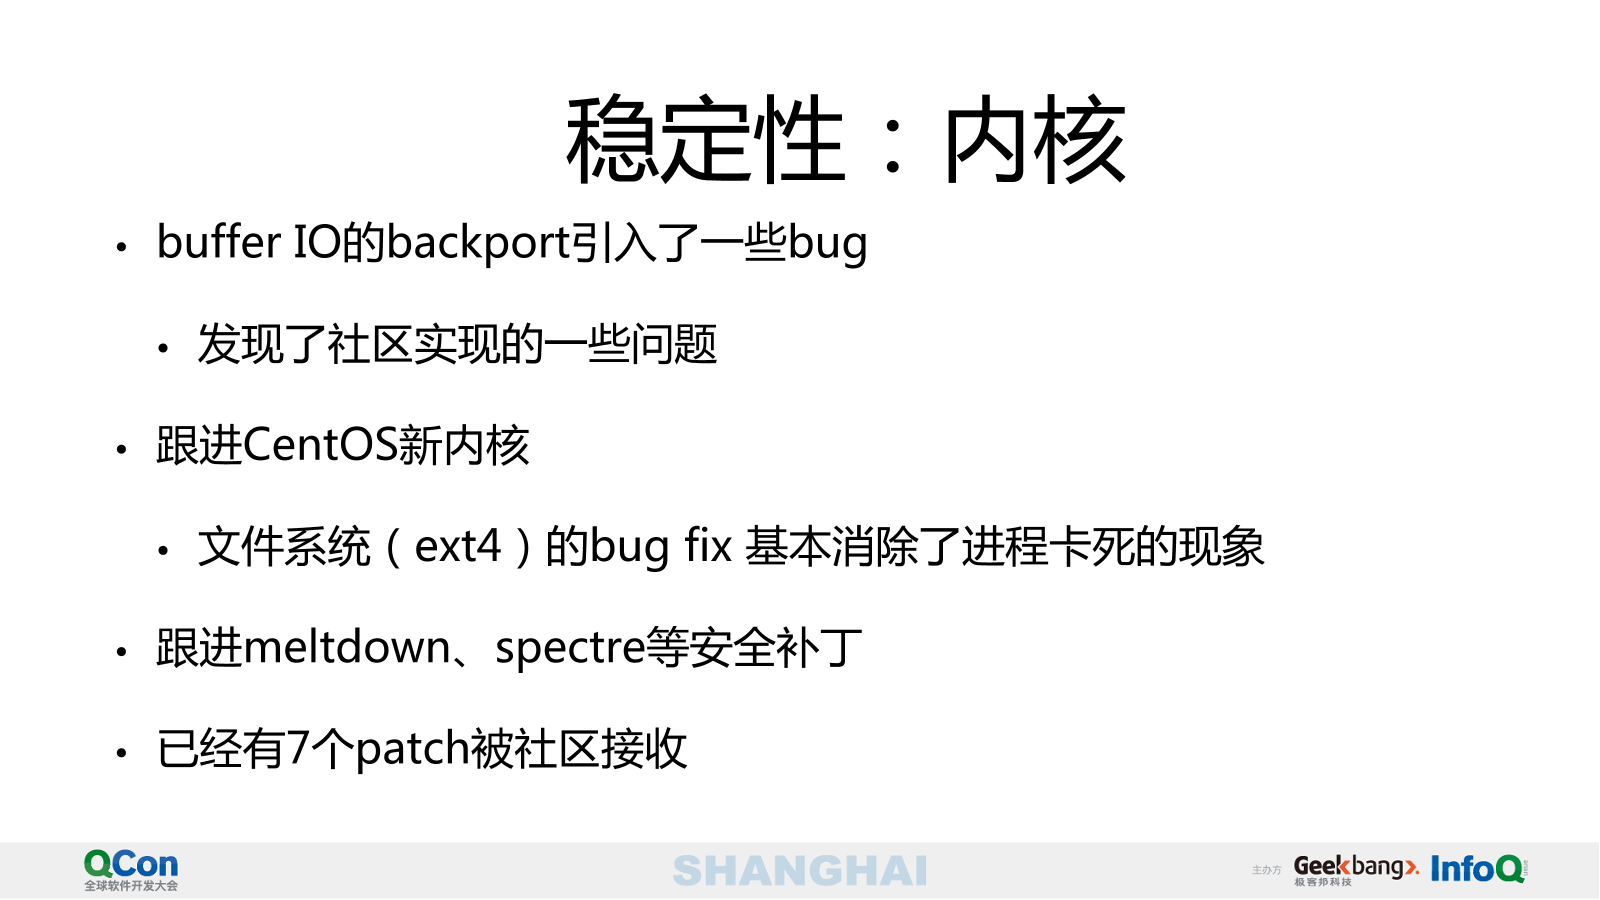 稳定性：内核
• buffer IO的backport引入了一些bug
• 发现了社区实现的一些问题
• 跟进CentOS新内核
• 文件系统（ext4）的bug fix 基本消除了进程卡死的现象
• 跟进meltdown、spectre等安全补丁
• 已经有7个patch被社区接收
QCon
全球软件开发大会
SHANGHAI
主办方
Geekbang
极客邦科技
InfoQ